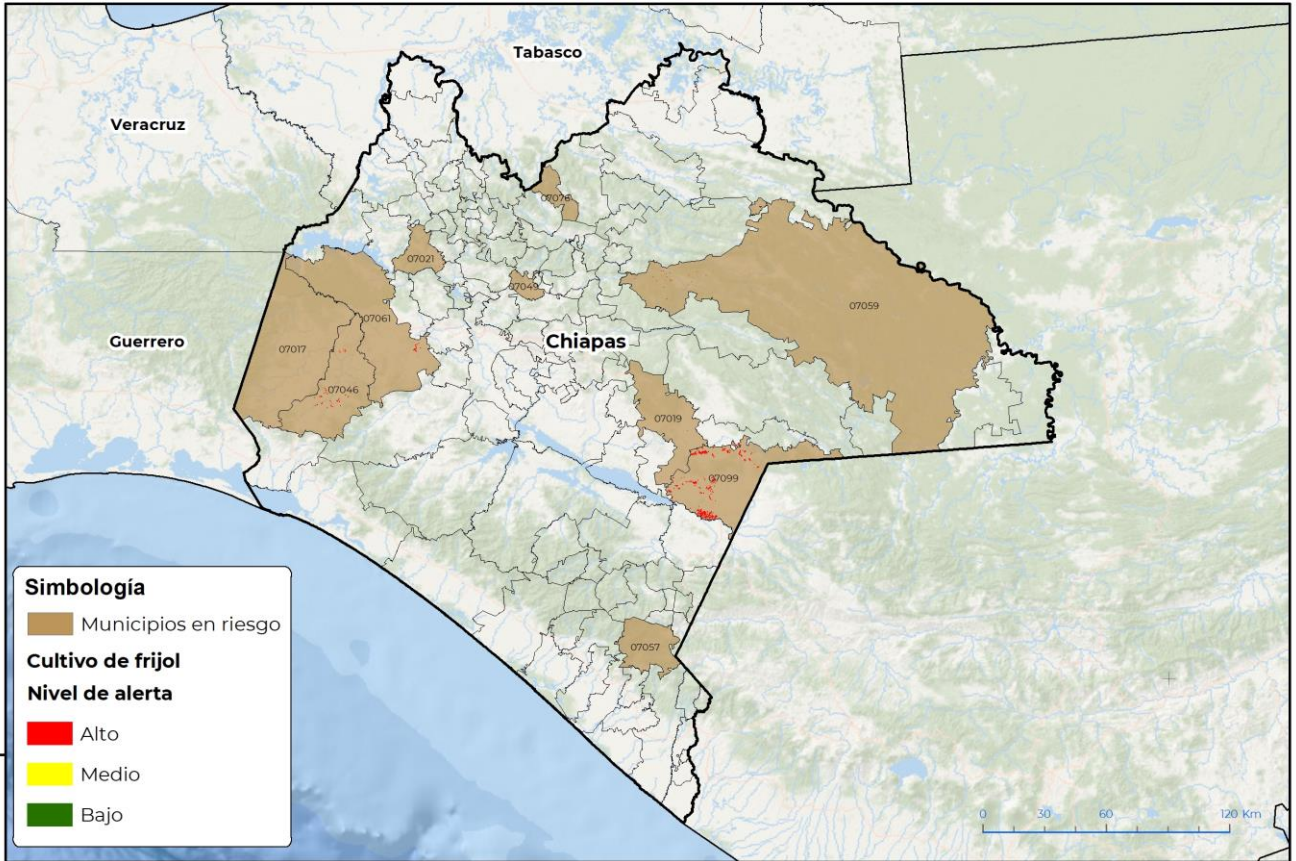 Tabasco
Veracruz
07076
07021
07049
07059
07061
Guerrero
Chiapas
07017
07046
07019
07099
07057
Simbología
Municipios en riesgo
Cultivo de frijol
Nivel de alerta
Alto
Medio
Bajo
0 30 60 120 Km